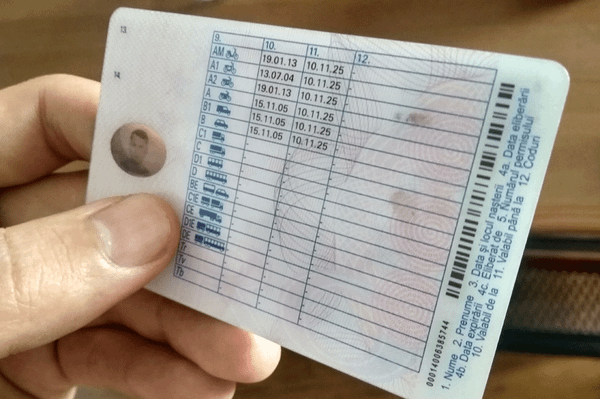 13
14
9. 10. 11. 12.
AM 19.01.13 10.11.25
A1 13.07.04 10.11.25
A2 19.01.13 10.11.25
A 15.11.05 10.11.25
B1 15.11.05 10.11.25
B 15.11.05 10.11.25
C1
C
D1
D
BE
C1E
CE
D1E
DE
Tr
Tv
Tb
00014006385744
1. Nume 2. Prenume 3. Data și locul nașterii 4a. Data eliberării
4b. Data expirării 4c. Eliberat de 5. Numărul permisului
10. Valabil de la 11. Valabil până la 12. Coduri